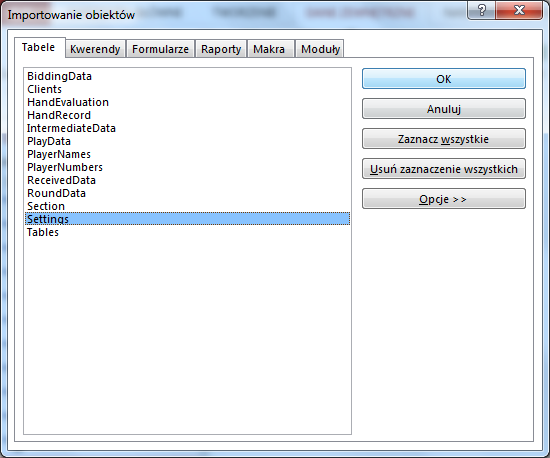 Importowanie obiektów
?
Tabele Kwerendy Formularze Raporty Makra Moduły
BiddingData
Clients
HandEvaluation
HandRecord
IntermediateData
PlayData
PlayerNames
PlayerNumbers
ReceivedData
RoundData
Section
Settings
Tables
OK
Anuluj
Zaznacz wszystkie
Usuń zaznaczenie wszystkich
Opcje >>